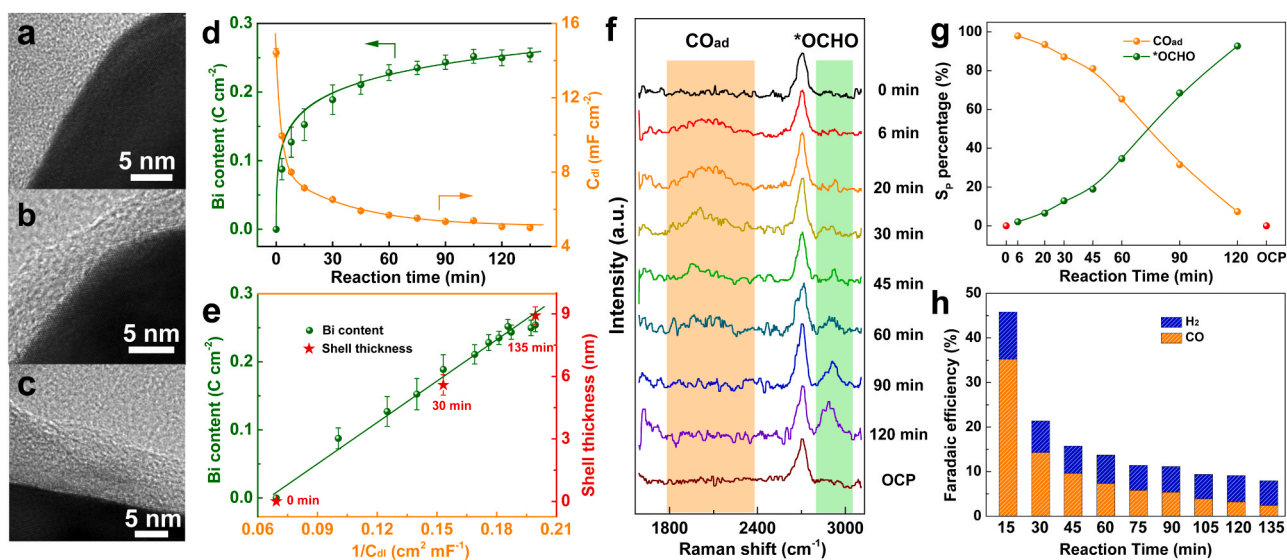 a
5 nm
b
5 nm
c
5 nm
d
Bi content (C cm⁻²)
0.3
0.2
0.1
0.0
16
12
8
4
Cdl (mF cm⁻²)
0 30 60 90 120
Reaction time (min)
e
Bi content (C cm⁻²)
0.3
0.2
0.1
0.0
Bi content
Shell thickness
135 min
30 min
0 min
9
6
3
0
Shell thickness (nm)
0.06 0.09 0.12 0.15 0.18 0.21
1/Cdl (cm² mF⁻¹)
f
COad
*OCHO
Intensity (a.u.)
0 min
6 min
20 min
30 min
45 min
60 min
90 min
120 min
OCP
1800 2400 3000
Raman shift (cm⁻¹)
g
SP percentage (%)
100
80
60
40
20
0
COad
*OCHO
0 6 20 30 45 60 90 120 OCP
Reaction Time (min)
h
Faradaic efficiency (%)
50
40
30
20
10
0
H₂
CO
15 30 45 60 75 90 105 120 135
Reaction Time (min)